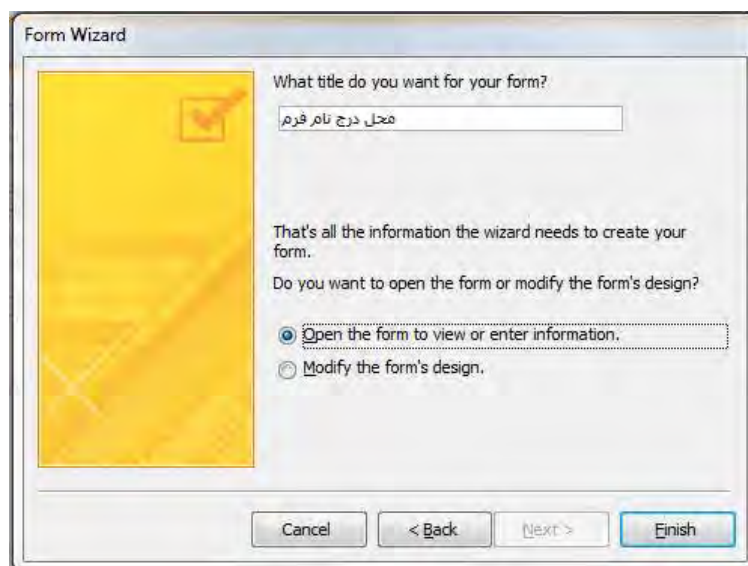 Form Wizard
What title do you want for your form?
محل درج نام فرم
That's all the information the wizard needs to create your
form.
Do you want to open the form or modify the form's design?
Open the form to view or enter information.
Modify the form's design.
Cancel
< Back
Next >
Finish